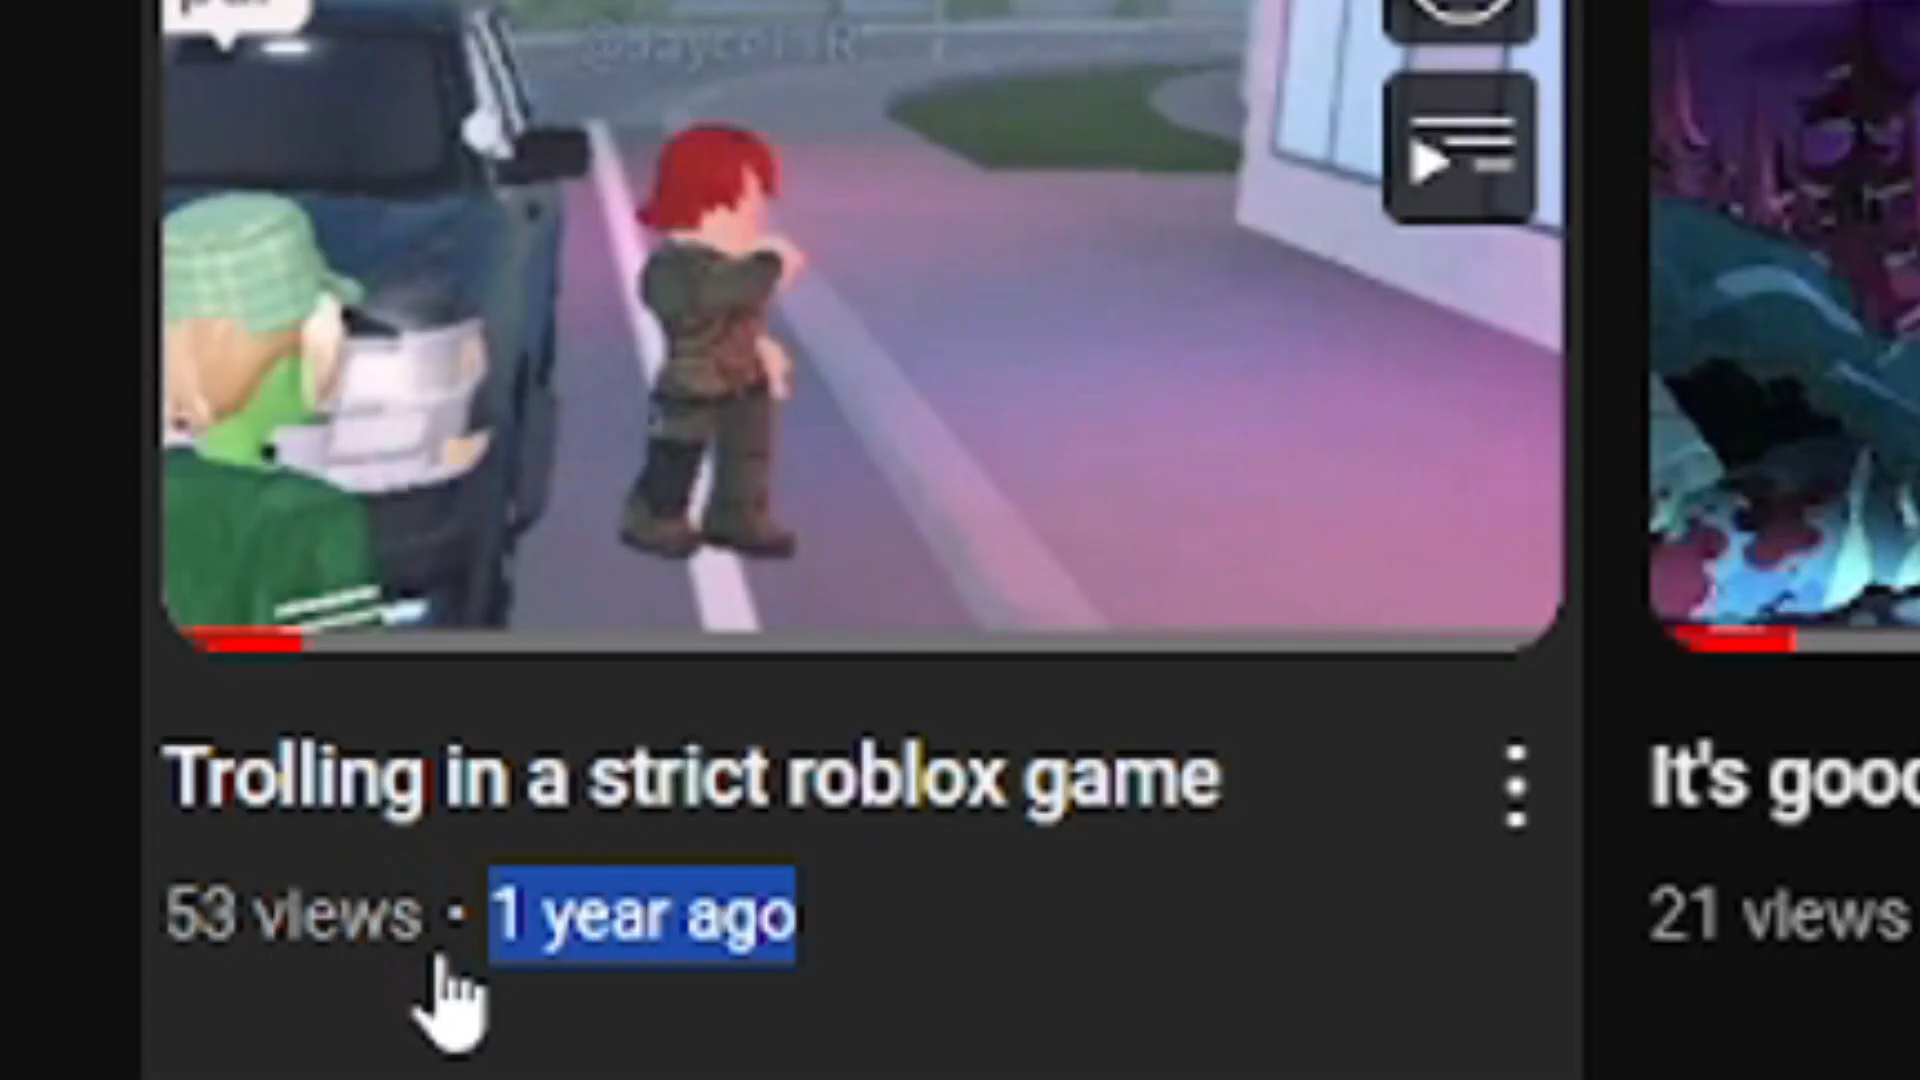 Trolling in a strict roblox game
It's good
53 views • 1 year ago
21 views